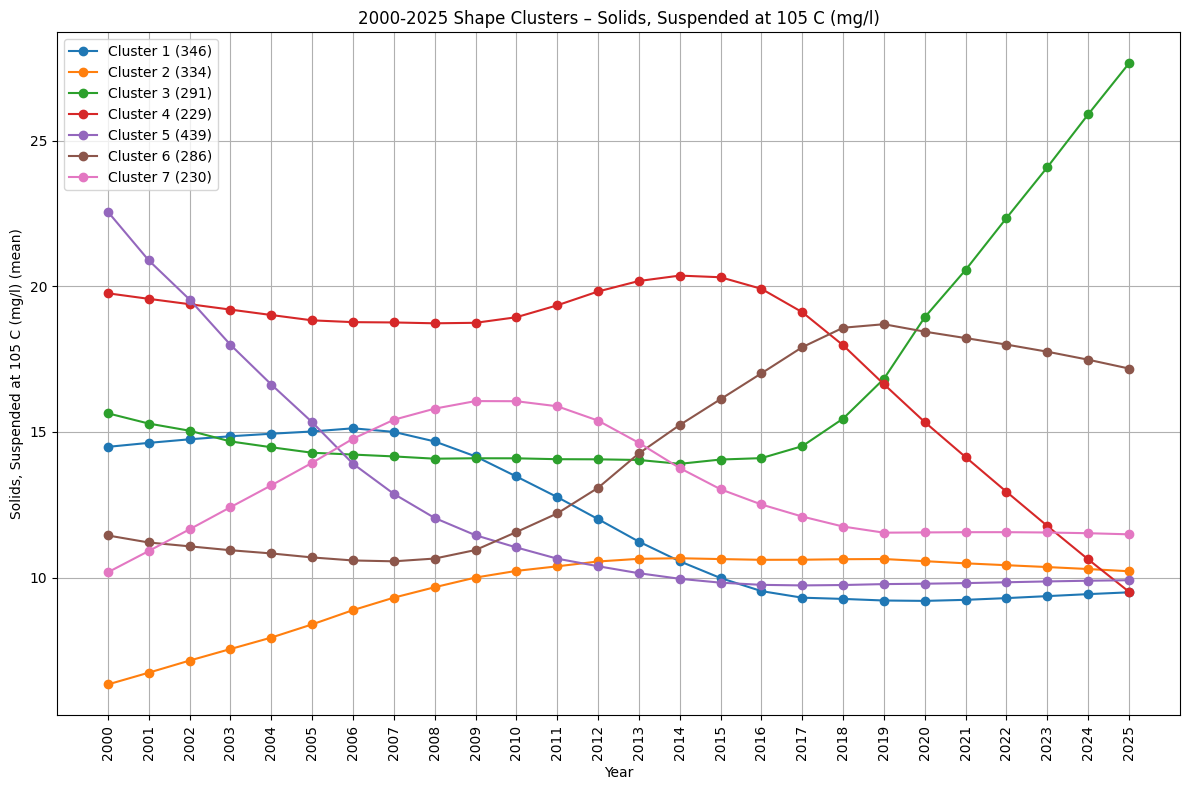 2000-2025 Shape Clusters – Solids, Suspended at 105 C (mg/l)
Cluster 1 (346)
Cluster 2 (334)
Cluster 3 (291)
Cluster 4 (229)
Cluster 5 (439)
Cluster 6 (286)
Cluster 7 (230)
Solids, Suspended at 105 C (mg/l) (mean)
25
20
15
10
2000 2001 2002 2003 2004 2005 2006 2007 2008 2009 2010 2011 2012 2013 2014 2015 2016 2017 2018 2019 2020 2021 2022 2023 2024 2025
Year